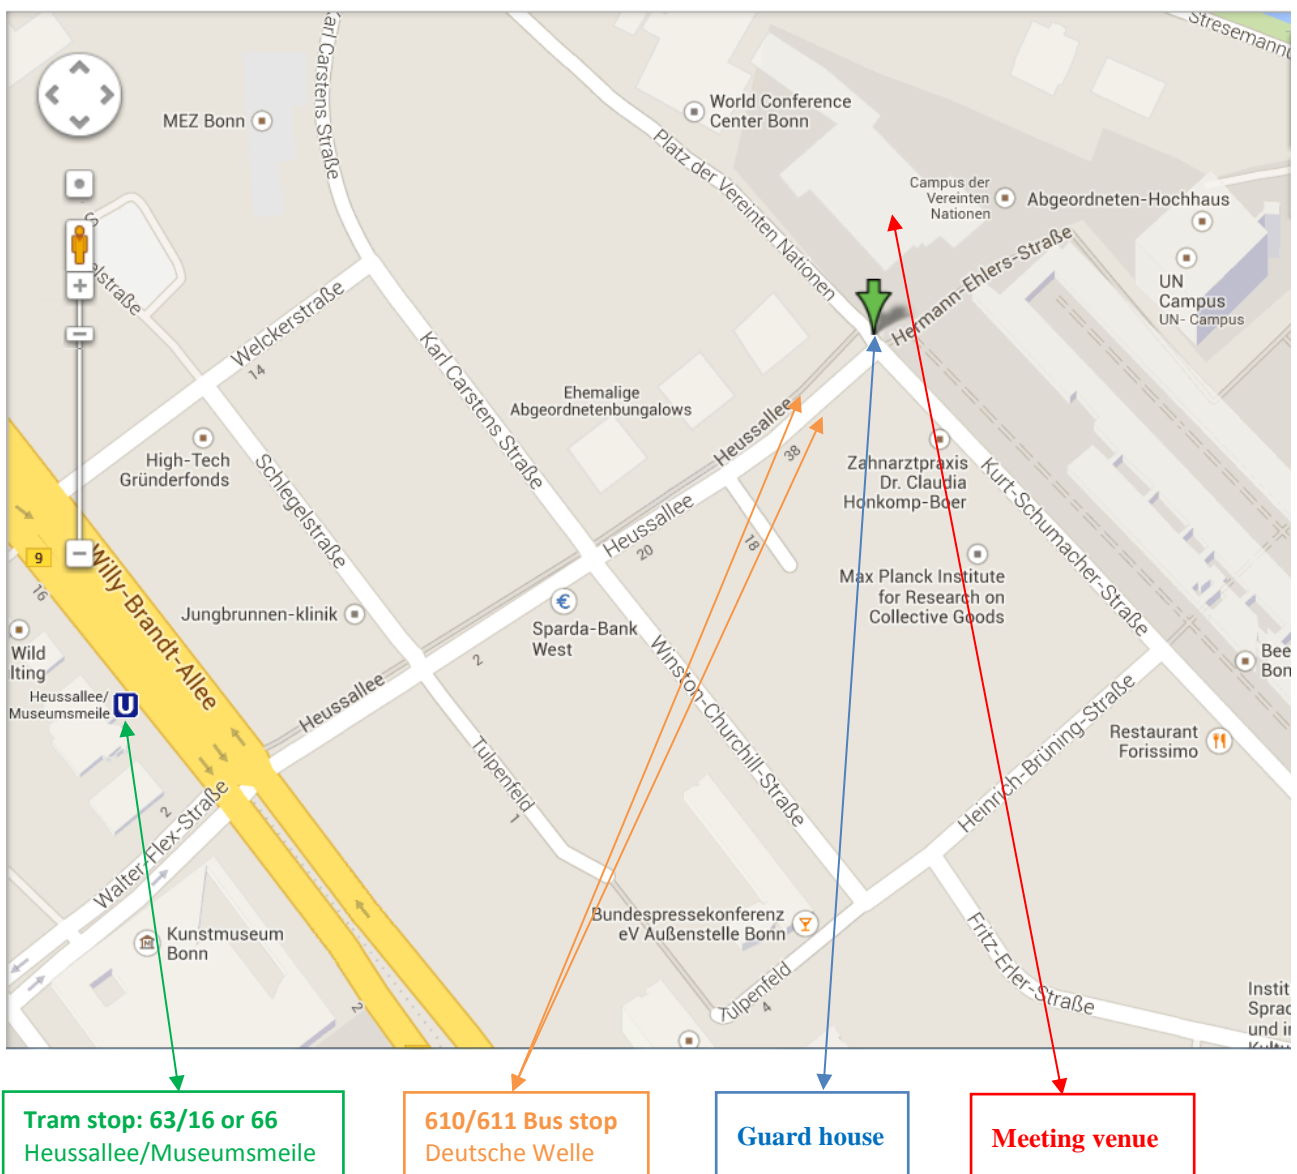 Stresemannu
Karl Carstens Straße
World Conference
Center Bonn
MEZ Bonn
Platz der Vereinten Nationen
Campus der
Vereinten
Nationen
Abgeordneten-Hochhaus
S
elstraße
Hermann-Ehlers-Straße
UN
Campus
UN- Campus
Welckerstraße
14
Karl Carstens Straße
Ehemalige
Abgeordnetenbungalows
Heussallee
38
High-Tech
Gründerfonds
Schlegelstraße
Zahnarztpraxis
Dr. Claudia
Honkomp-Boer
Kurt-Schumacher-Straße
Heussallee
20
18
9
16
Willy-Brandt-Allee
Max Planck Institute
for Research on
Collective Goods
Jungbrunnen-klinik
€
Sparda-Bank
West
Wild
lting
2
Winston-Churchill-Straße
Bee
Bon
Heussallee/
Museumsmeile
U
Heussallee
Heinrich-Brüning-Straße
Restaurant
Forissimo
Tulpenfeld
1
2
Walter-Flex-Straße
Kunstmuseum
Bonn
Bundespressekonferenz
eV Außenstelle Bonn
Fritz-Erler-Straße
Tulpenfeld
4
2
Instit
Sprac
und in
Tram stop: 63/16 or 66
Heussallee/Museumsmeile
610/611 Bus stop
Deutsche Welle
Guard house
Meeting venue